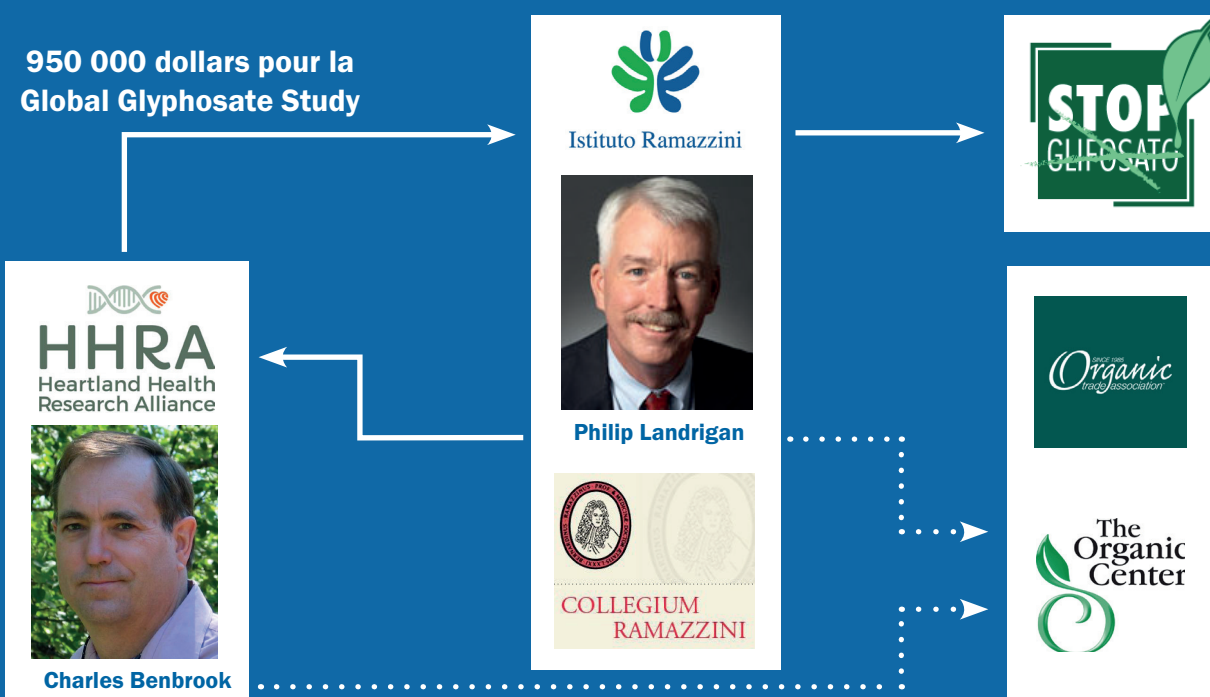 950 000 dollars pour la
Global Glyphosate Study
Istituto Ramazzini
STOP
GLIFOSATO
HHRA
Heartland Health
Research Alliance
Philip Landrigan
SINCE 1985
Organic
trade association
COLLEGIUM
RAMAZZINI
The
Organic
Center
Charles Benbrook